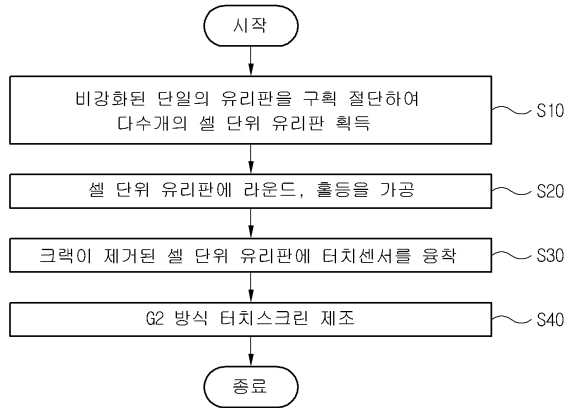 시작
비강화된 단일의 유리판을 구획 절단하여
다수개의 셀 단위 유리판 획득
S10
셀 단위 유리판에 라운드, 홀등을 가공
S20
크랙이 제거된 셀 단위 유리판에 터치센서를 융착
S30
G2 방식 터치스크린 제조
S40
종료